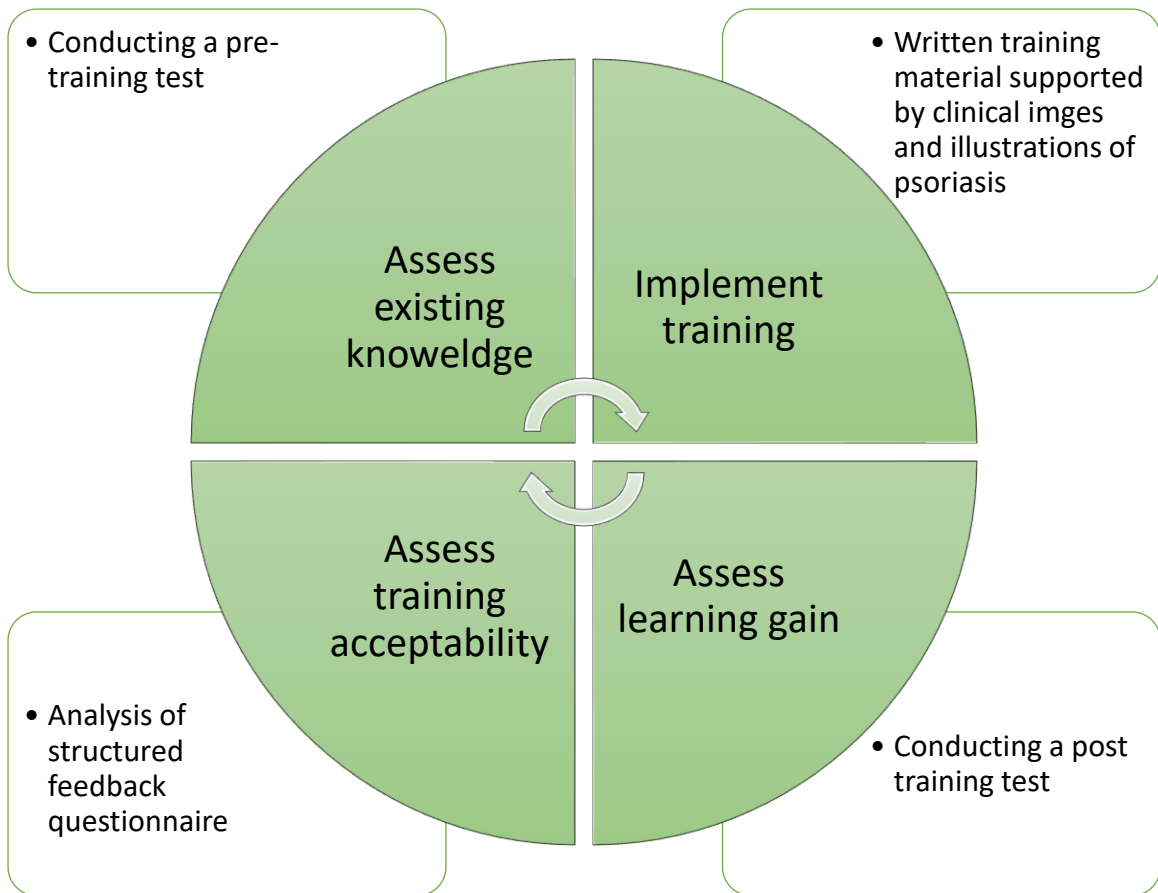 • Conducting a pre-
training test
• Written training
material supported
by clinical imges
and illustrations of
psoriasis
Assess
existing
knoweldge
Implement
training
Assess
training
acceptability
Assess
learning gain
• Analysis of
structured
feedback
questionnaire
• Conducting a post
training test